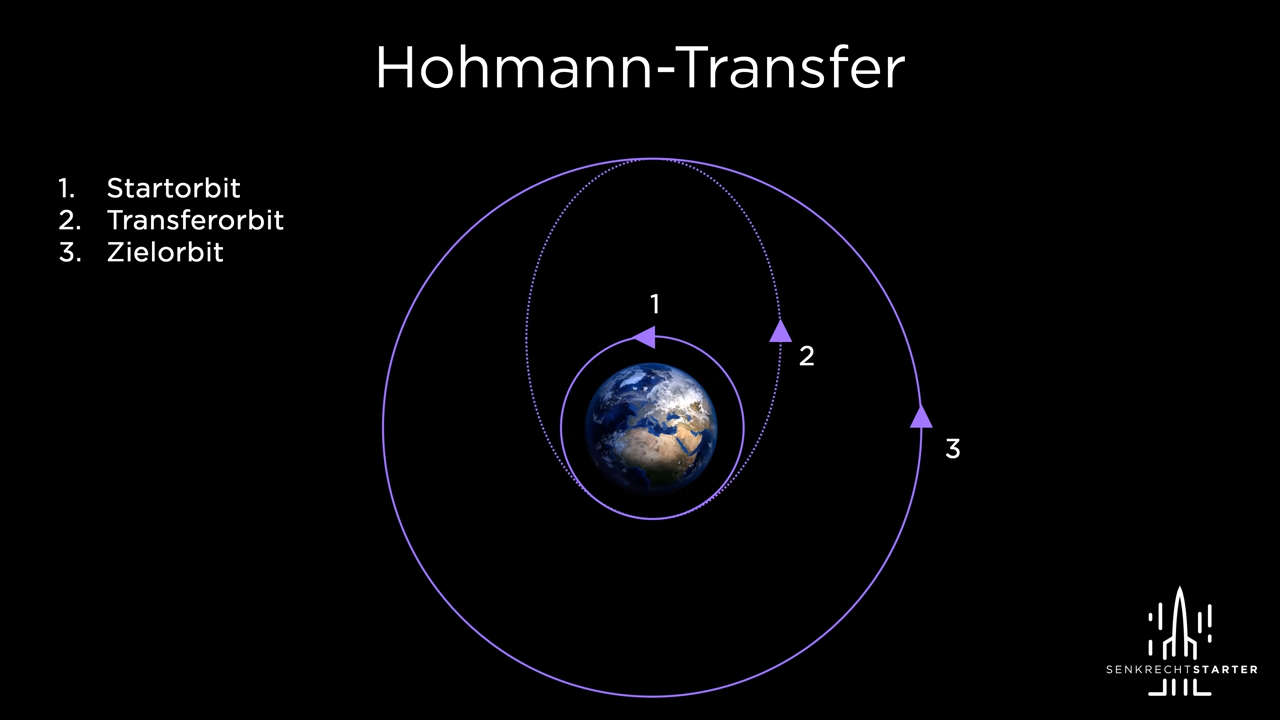 Hohmann-Transfer
1. Startorbit
2. Transferorbit
3. Zielorbit
1
2
3
SENKRECHTSTARTER